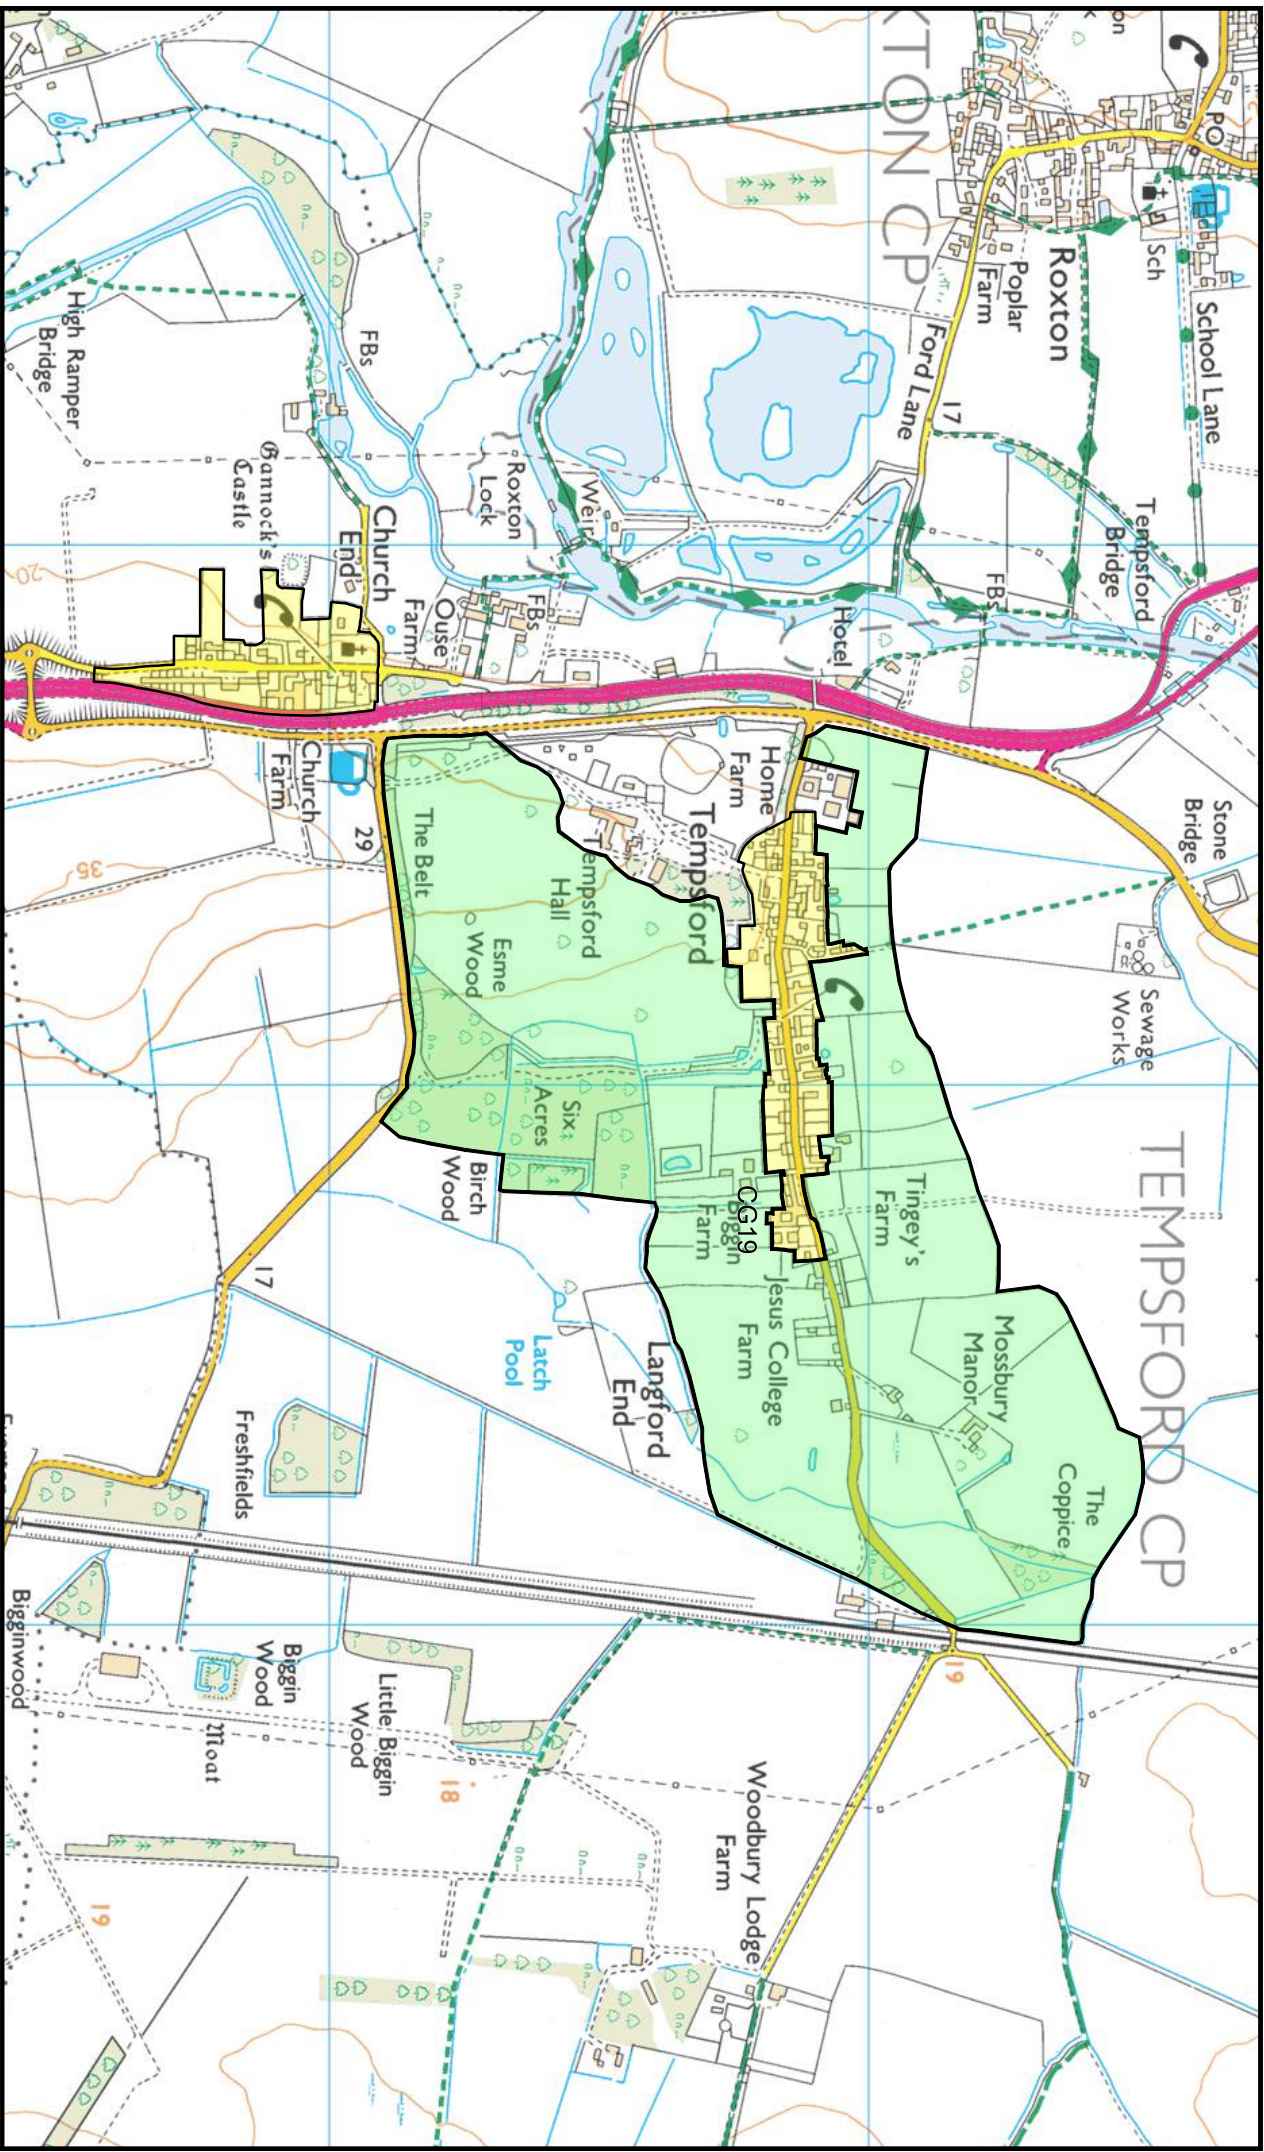 PO
School Lane
Stone
Bridge
Sch
Tempsford
Bridge
Sewage
Works
TEMPSFORD CP
The
Coppice
Roxton
Poplar
Farm
FBs
Mossbury
Manor
17
Ford Lane
Tingey's
Farm
19
KTON CP
Hotel
Home
Farm
Jesus College
Farm
CG19
Biggin
Farm
Woodbury Lodge
Farm
Tempsford
Langford
End
Weir
Tempsford
Hall
Six
Acres
FBs
Latch
Pool
Roxton
Lock
Esme
Wood
Birch
Wood
18
Ouse
Farm
The Belt
Church
End
Little Biggin
Wood
FBs
29
Church
Farm
17
Biggin
Wood
Gannock's
Castle
Freshfields
Moat
High Ramper
Bridge
35
19
20
Bigginwood